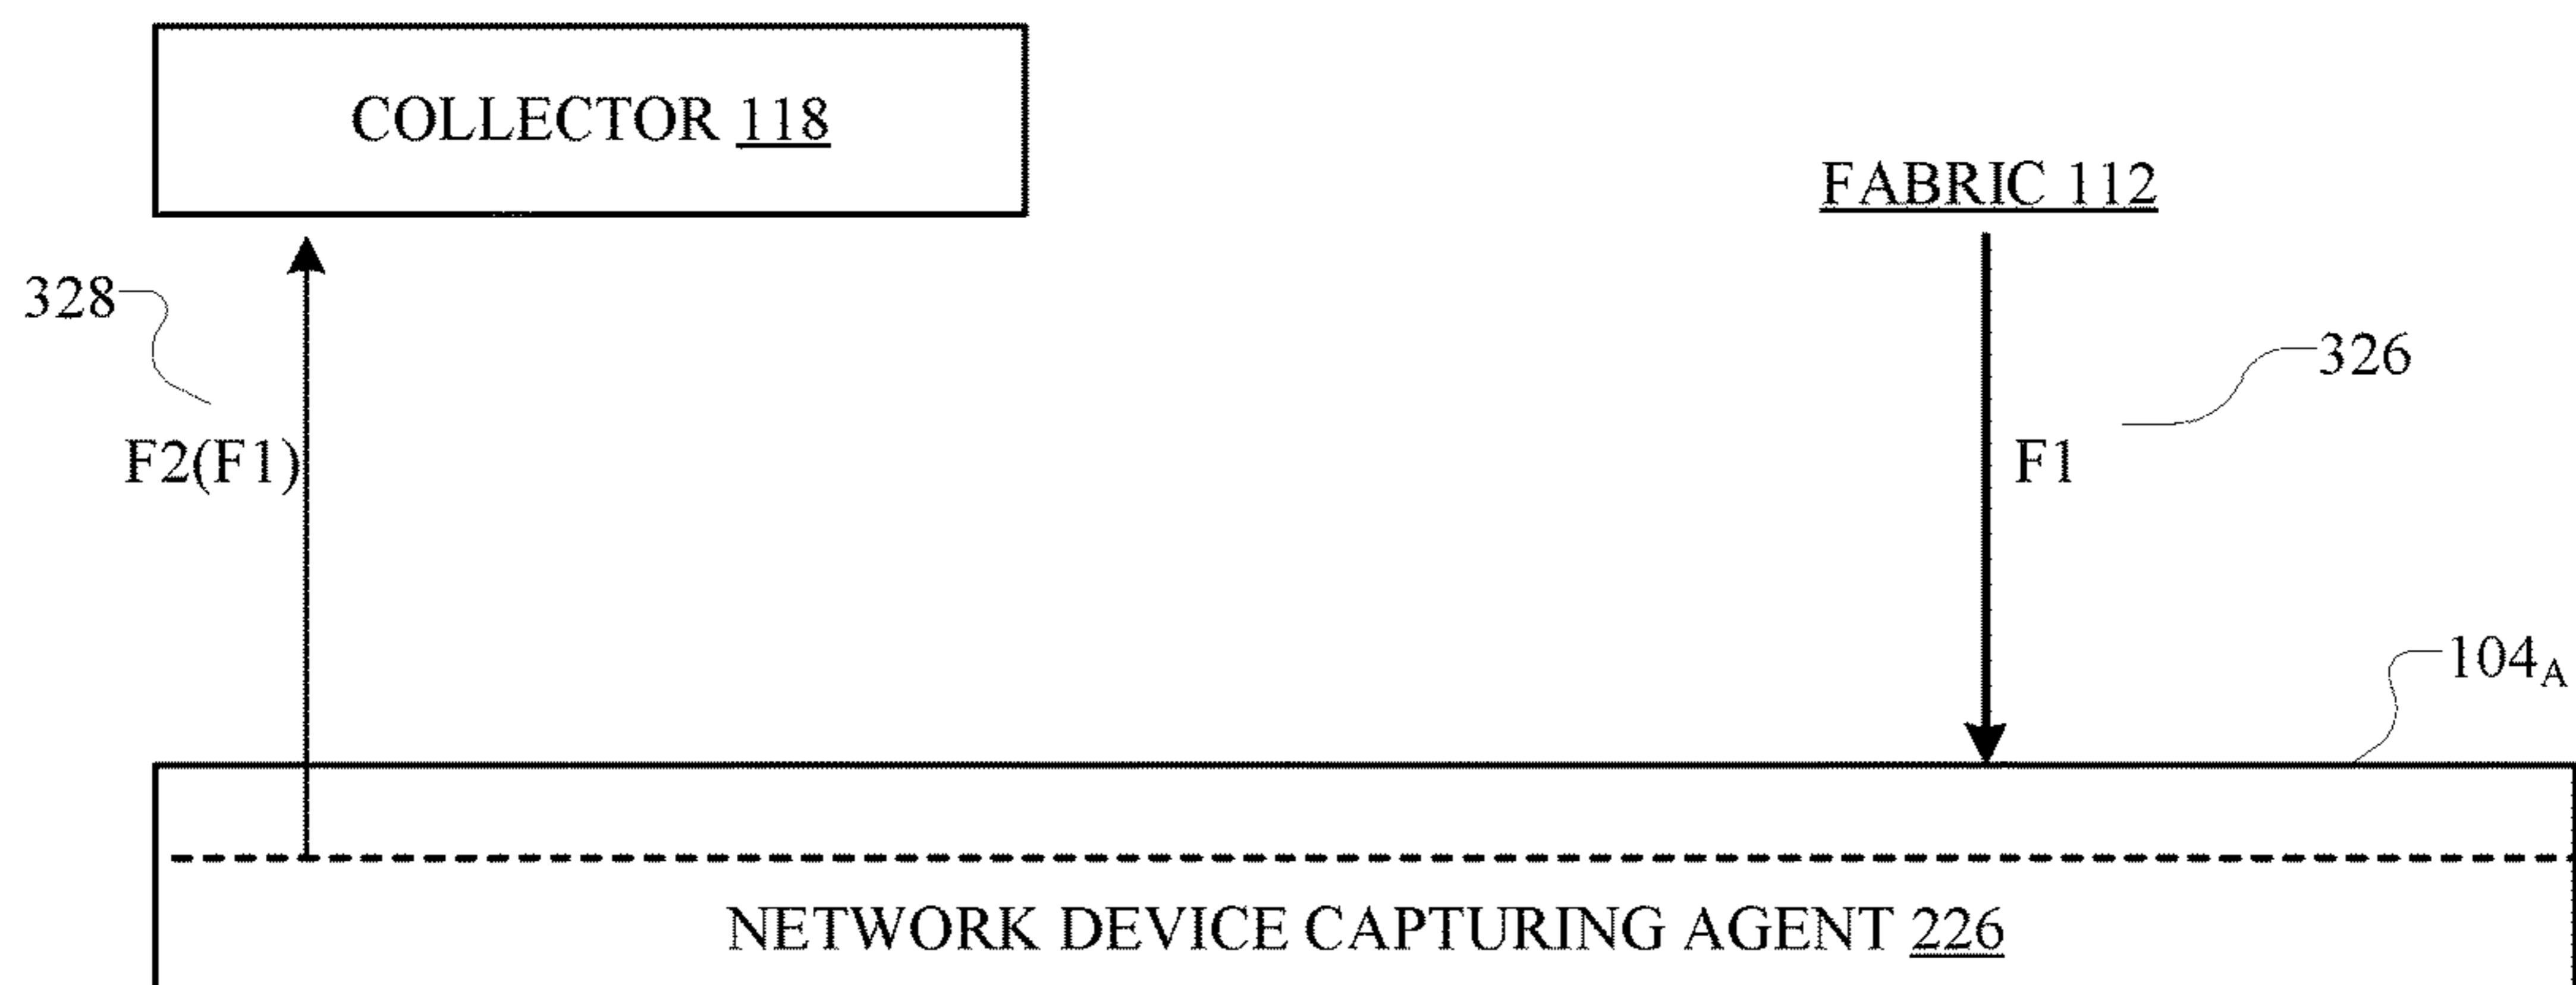 COLLECTOR 118
FABRIC 112
328
326
F2(F1)
F1
104A
NETWORK DEVICE CAPTURING AGENT 226